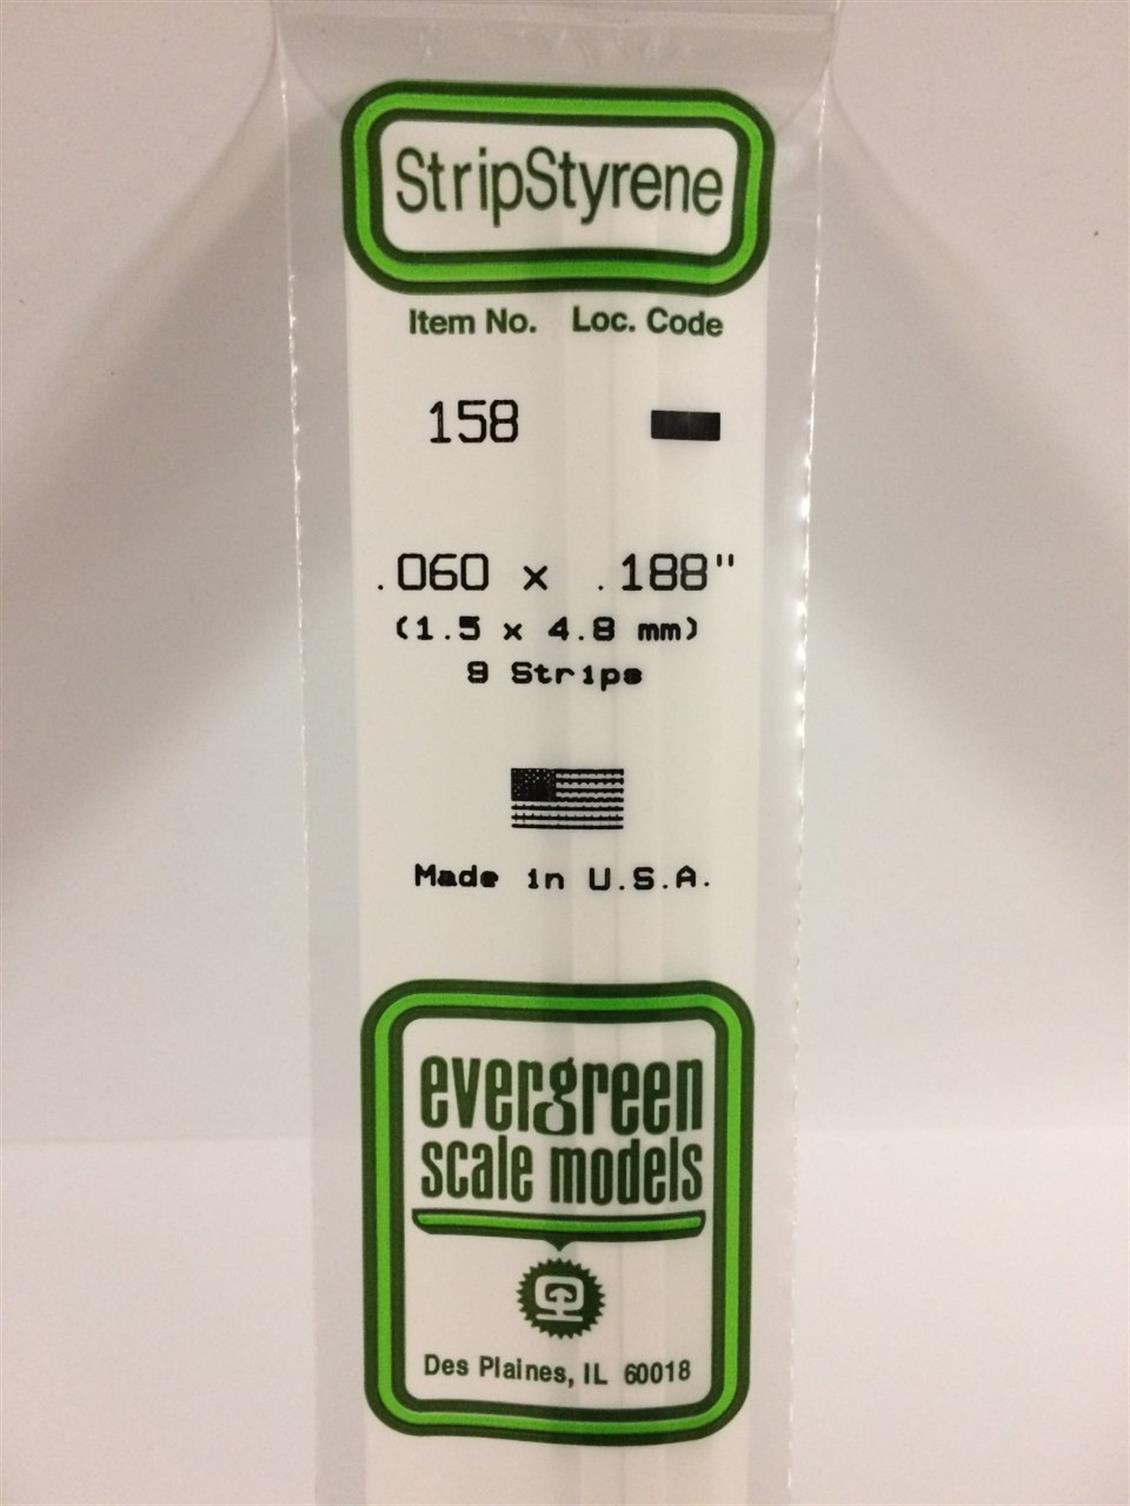 StripStyrene
Item No. Loc. Code
158
.060 x .188"
(1.5 x 4.8 mm)
9 Strips
Made in U.S.A.
evergreen
scale models
Des Plaines, IL 60018